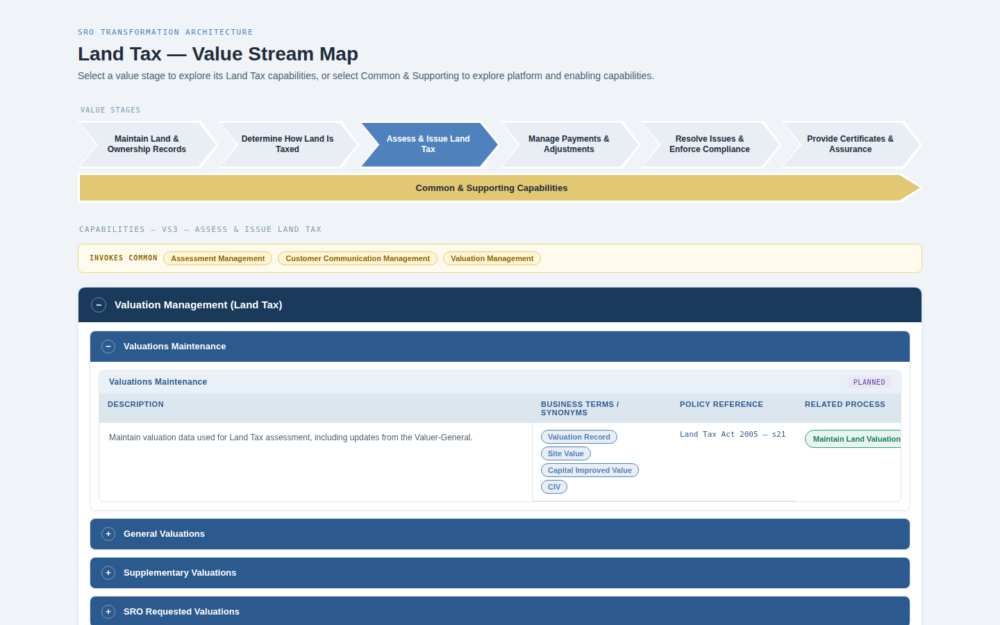 SRO TRANSFORMATION ARCHITECTURE
Land Tax — Value Stream Map
Select a value stage to explore its Land Tax capabilities, or select Common & Supporting to explore platform and enabling capabilities.
VALUE STAGES
Maintain Land &
Ownership Records
Determine How Land Is
Taxed
Assess & Issue Land
Tax
Manage Payments &
Adjustments
Resolve Issues &
Enforce Compliance
Provide Certificates &
Assurance
Common & Supporting Capabilities
CAPABILITIES — VS3 — ASSESS & ISSUE LAND TAX
INVOKES COMMON Assessment Management Customer Communication Management Valuation Management
− Valuation Management (Land Tax)
− Valuations Maintenance
Valuations Maintenance PLANNED
DESCRIPTION
BUSINESS TERMS /
SYNONYMS
POLICY REFERENCE
RELATED PROCESS
Maintain valuation data used for Land Tax assessment, including updates from the Valuer-General.
Valuation Record
Site Value
Capital Improved Value
CIV
Land Tax Act 2005 – s21
Maintain Land Valuation
+ General Valuations
+ Supplementary Valuations
+ SRO Requested Valuations